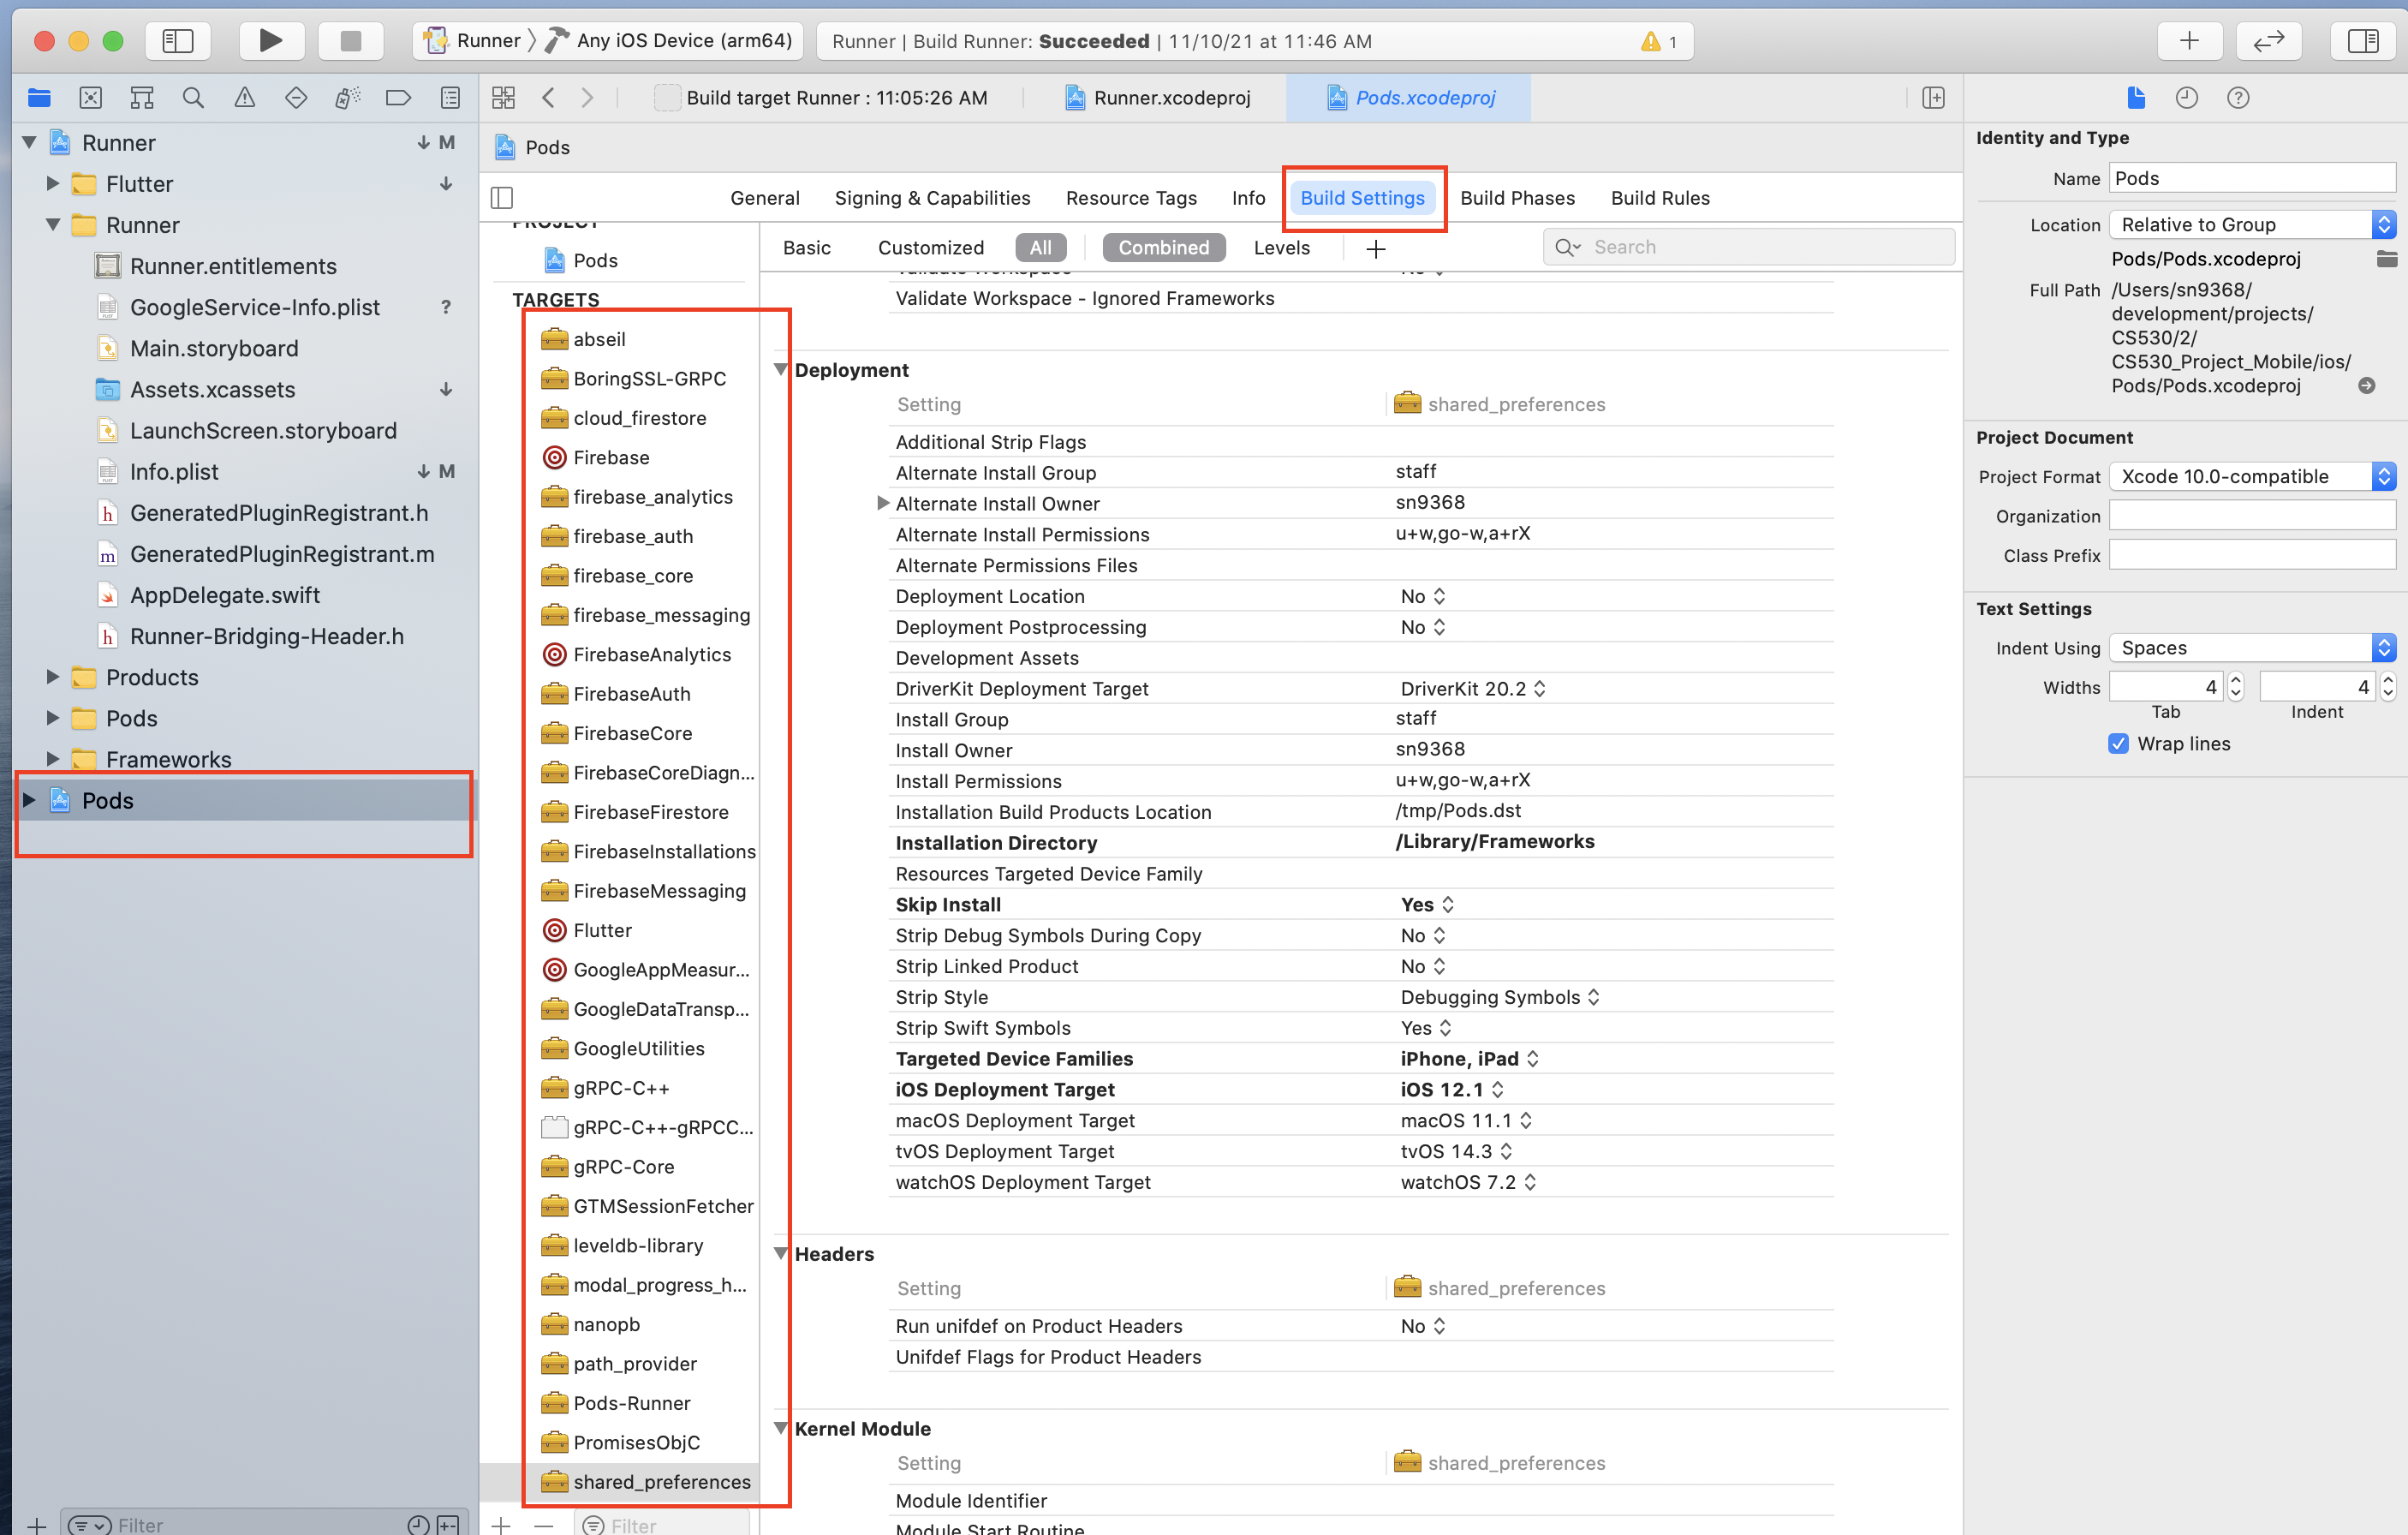 Runner
Any iOS Device (arm64)
Runner | Build Runner: Succeeded | 11/10/21 at 11:46 AM
1
Build target Runner : 11:05:26 AM
Runner.xcodeproj
Pods.xcodeproj
Runner
M
Flutter
Runner
Runner.entitlements
GoogleService-Info.plist
?
Main.storyboard
Assets.xcassets
LaunchScreen.storyboard
Info.plist
M
GeneratedPluginRegistrant.h
GeneratedPluginRegistrant.m
AppDelegate.swift
Runner-Bridging-Header.h
Products
Pods
Frameworks
Pods
Filter
Pods
General
Signing & Capabilities
Resource Tags
Info
Build Settings
Build Phases
Build Rules
PROJECT
Pods
TARGETS
abseil
BoringSSL-GRPC
cloud_firestore
Firebase
firebase_analytics
firebase_auth
firebase_core
firebase_messaging
FirebaseAnalytics
FirebaseAuth
FirebaseCore
FirebaseCoreDiagn...
FirebaseFirestore
FirebaseInstallations
FirebaseMessaging
Flutter
GoogleAppMeasur...
GoogleDataTransp...
GoogleUtilities
gRPC-C++
gRPC-C++-gRPCC...
gRPC-Core
GTMSessionFetcher
leveldb-library
modal_progress_h...
nanopb
path_provider
Pods-Runner
PromisesObjC
shared_preferences
Filter
Basic
Customized
All
Combined
Levels
Search
Validate Workspace
No
Validate Workspace - Ignored Frameworks
Deployment
Setting
shared_preferences
Additional Strip Flags
Alternate Install Group
staff
Alternate Install Owner
sn9368
Alternate Install Permissions
u+w,go-w,a+rX
Alternate Permissions Files
Deployment Location
No
Deployment Postprocessing
No
Development Assets
DriverKit Deployment Target
DriverKit 20.2
Install Group
staff
Install Owner
sn9368
Install Permissions
u+w,go-w,a+rX
Installation Build Products Location
/tmp/Pods.dst
Installation Directory
/Library/Frameworks
Resources Targeted Device Family
Skip Install
Yes
Strip Debug Symbols During Copy
No
Strip Linked Product
No
Strip Style
Debugging Symbols
Strip Swift Symbols
Yes
Targeted Device Families
iPhone, iPad
iOS Deployment Target
iOS 12.1
macOS Deployment Target
macOS 11.1
tvOS Deployment Target
tvOS 14.3
watchOS Deployment Target
watchOS 7.2
Headers
Setting
shared_preferences
Run unifdef on Product Headers
No
Unifdef Flags for Product Headers
Kernel Module
Setting
shared_preferences
Module Identifier
Module Start Routine
Identity and Type
Name
Pods
Location
Relative to Group
Pods/Pods.xcodeproj
Full Path
/Users/sn9368/
development/projects/
CS530/2/
CS530_Project_Mobile/ios/
Pods/Pods.xcodeproj
Project Document
Project Format
Xcode 10.0-compatible
Organization
Class Prefix
Text Settings
Indent Using
Spaces
Widths
4
4
Tab
Indent
Wrap lines